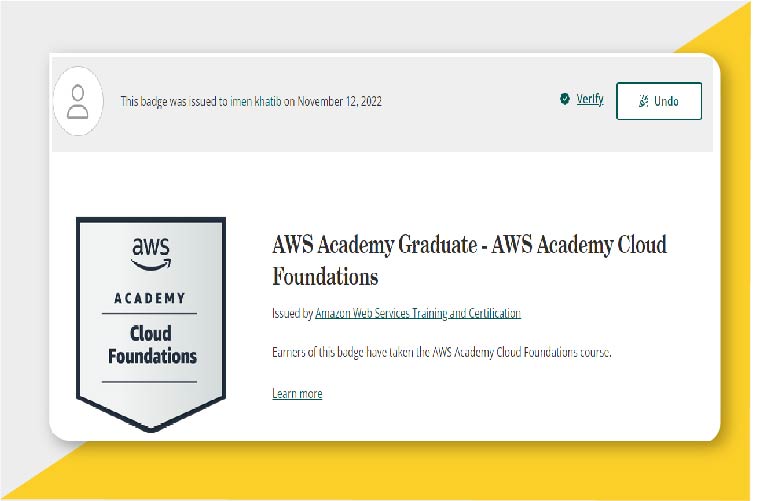 This badge was issued to imen khatib on November 12, 2022
Verify
Undo
aws
ACADEMY
Cloud
Foundations
AWS Academy Graduate - AWS Academy Cloud
Foundations
Issued by Amazon Web Services Training and Certification
Earners of this badge have taken the AWS Academy Cloud Foundations course.
Learn more